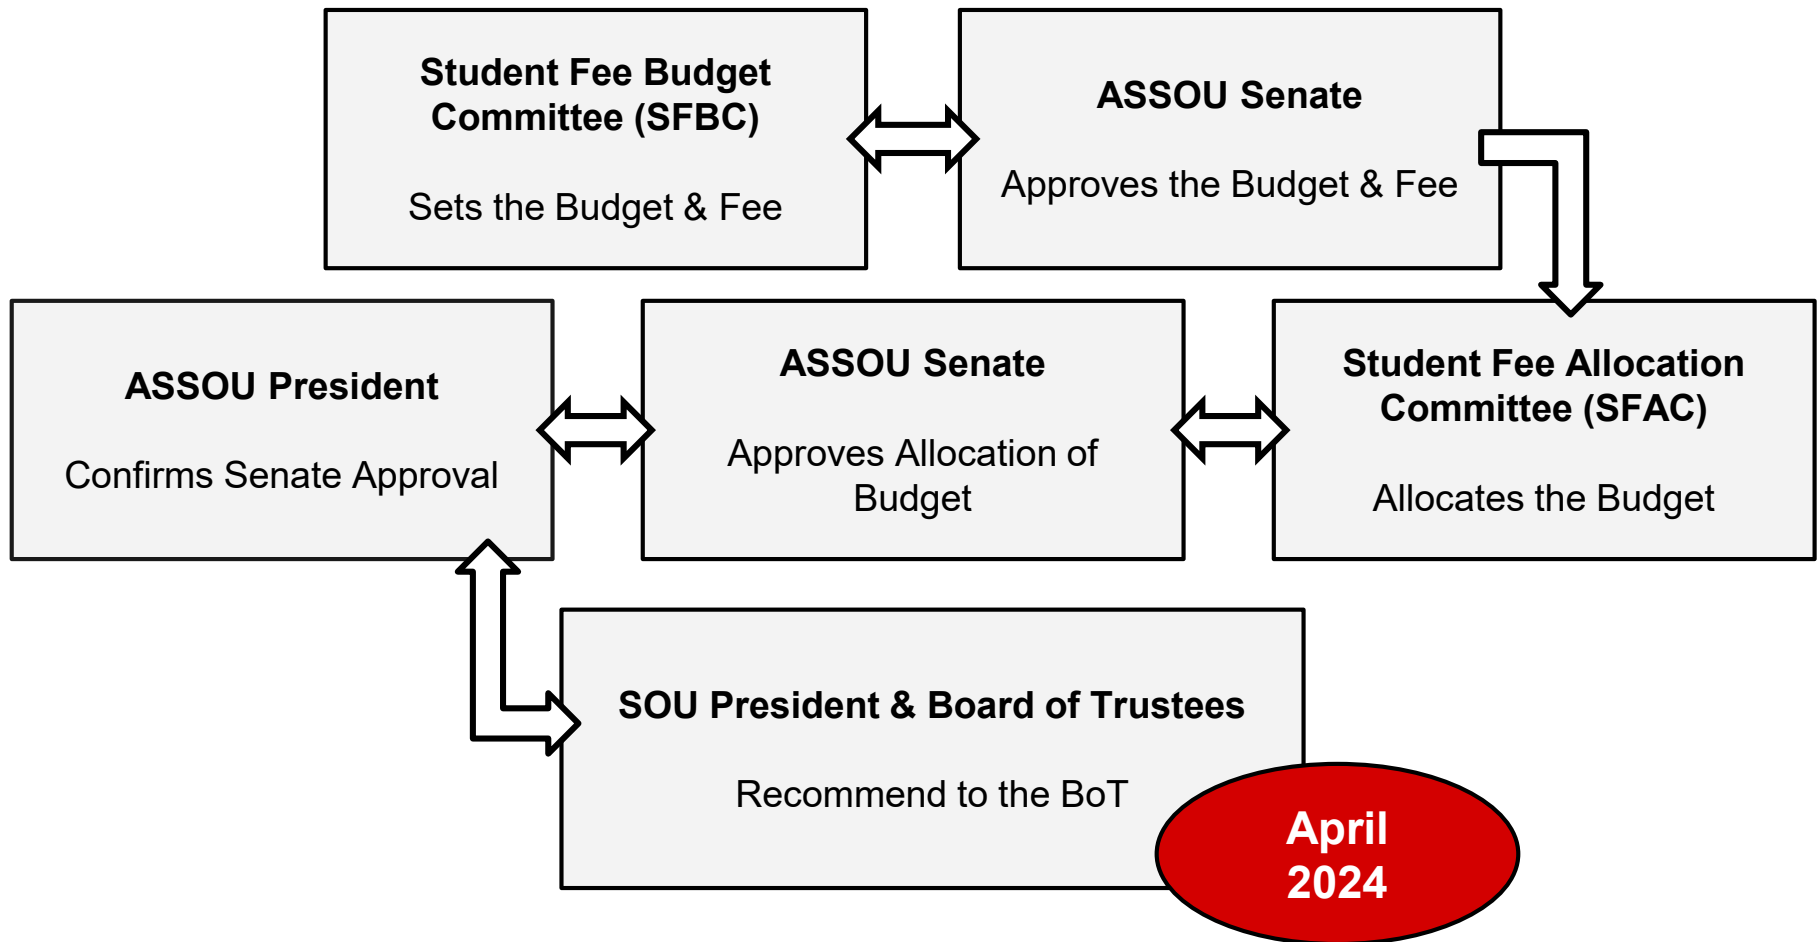 Student Fee Budget
Committee (SFBC)
Sets the Budget & Fee
ASSOU Senate
Approves the Budget & Fee
ASSOU President
Confirms Senate Approval
ASSOU Senate
Approves Allocation of
Budget
Student Fee Allocation
Committee (SFAC)
Allocates the Budget
SOU President & Board of Trustees
Recommend to the BoT
April
2024